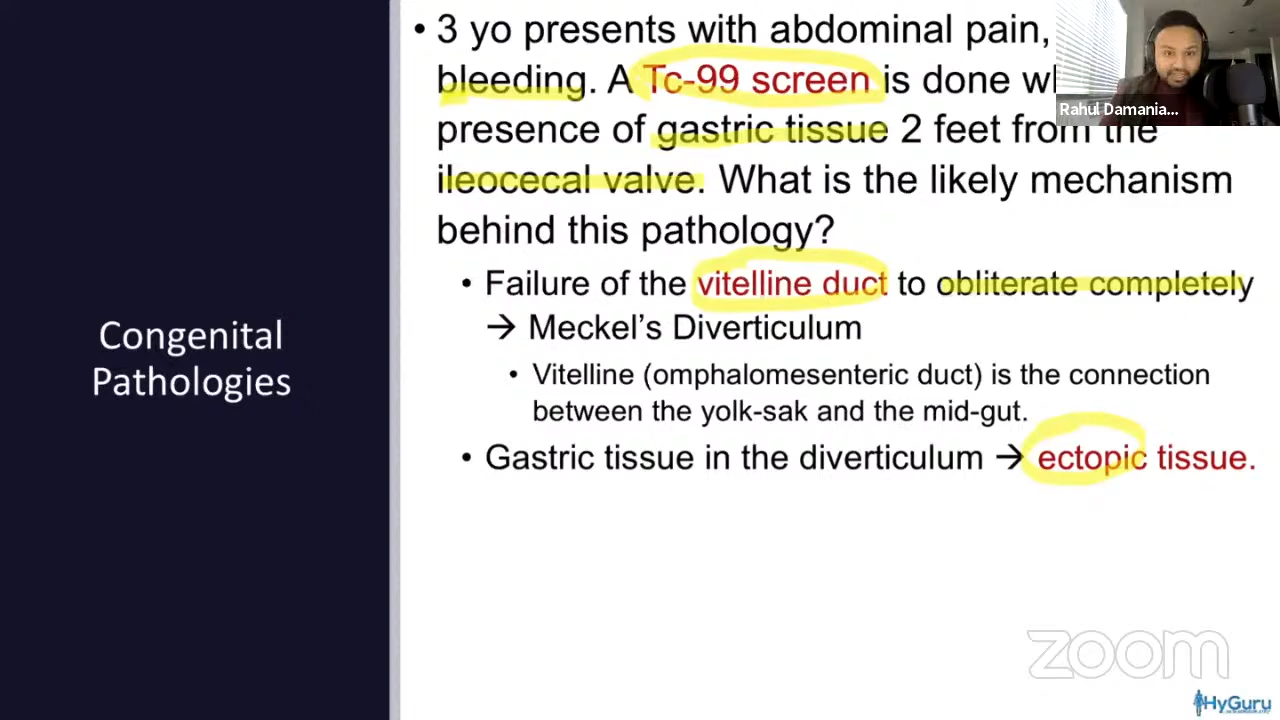 • 3 yo presents with abdominal pain,
bleeding. A Tc-99 screen is done
presence of gastric tissue 2 feet from the
ileocecal valve. What is the likely mechanism
behind this pathology?
• Failure of the vitelline duct to obliterate completely
→ Meckel's Diverticulum
• Vitelline (omphalomesenteric duct) is the connection
between the yolk-sak and the mid-gut.
• Gastric tissue in the diverticulum → ectopic tissue.
Congenital
Pathologies
Rahul Damania...
zoom
HyGuru